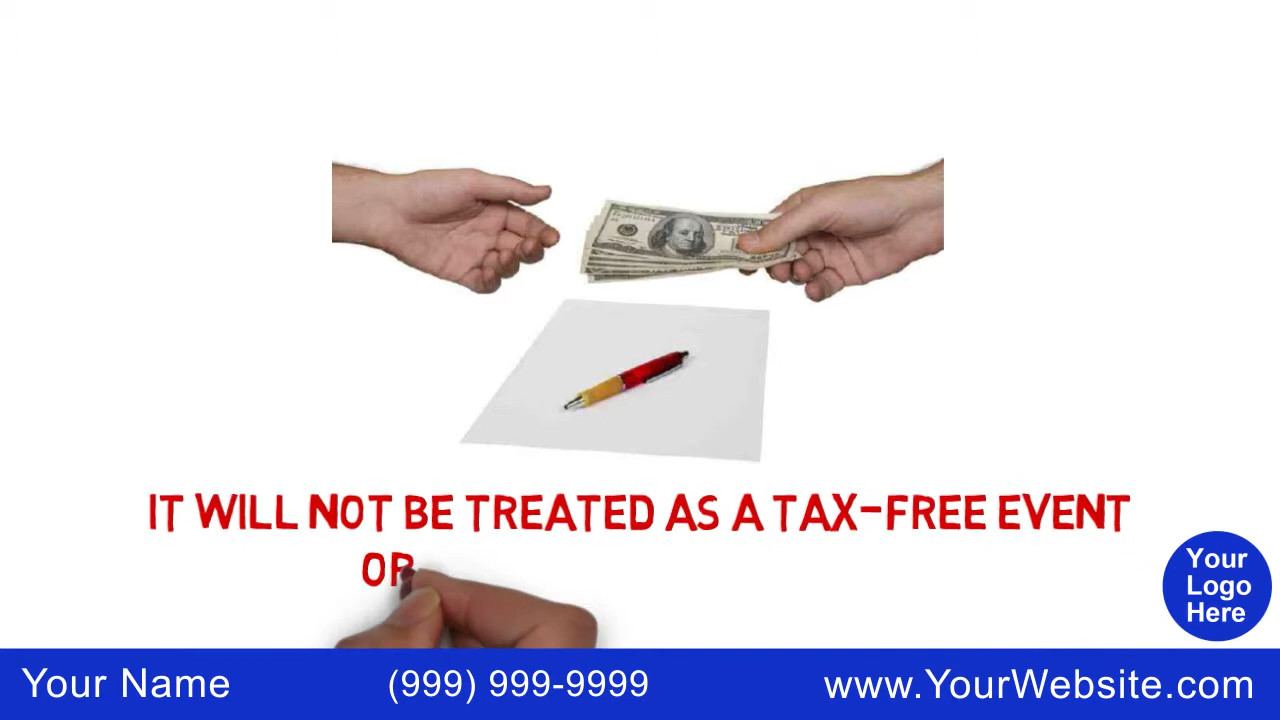 IT WILL NOT BE TREATED AS A TAX-FREE EVENT
Your
Logo
Here
Your Name (999) 999-9999 www.YourWebsite.com